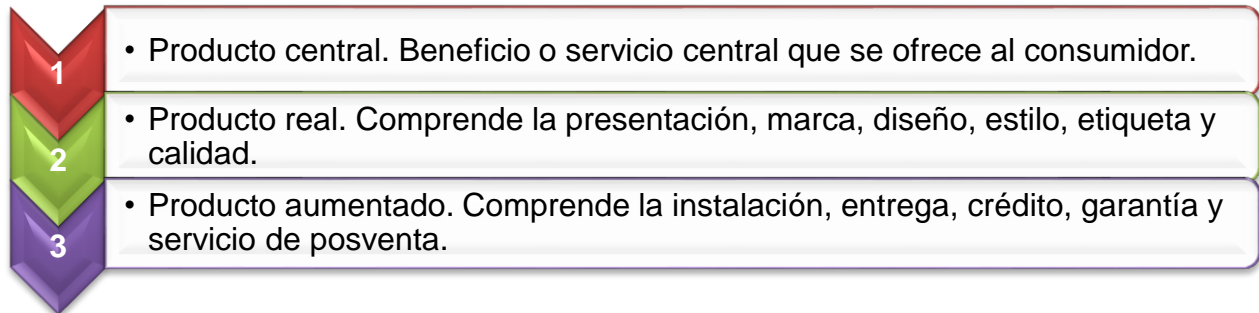 1
• Producto central. Beneficio o servicio central que se ofrece al consumidor.
2
• Producto real. Comprende la presentación, marca, diseño, estilo, etiqueta y
calidad.
3
• Producto aumentado. Comprende la instalación, entrega, crédito, garantía y
servicio de posventa.